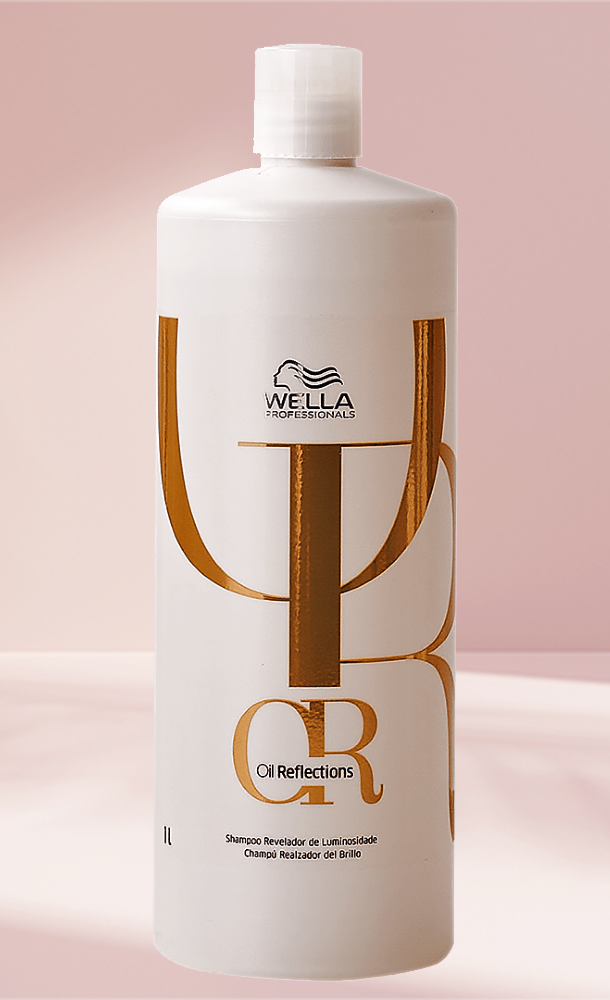 WELLA
PROFESSIONALS
OR
Oil Reflections
1L
Shampoo Revelador de Luminosidade
Champú Realzador del Brillo